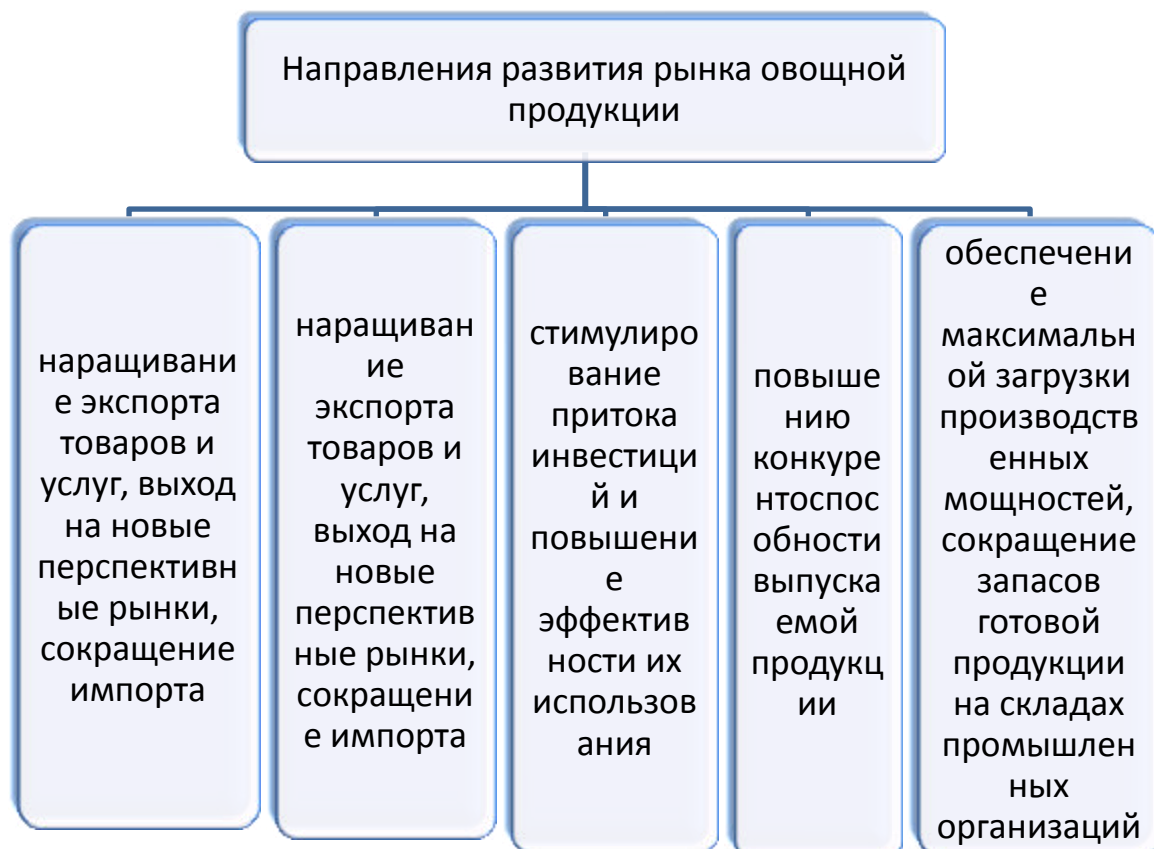 Направления развития рынка овощной
продукции
наращивани
е экспорта
товаров и
услуг, выход
на новые
перспективн
ые рынки,
сокращение
импорта
наращиван
ие
экспорта
товаров и
услуг,
выход на
новые
перспектив
ные рынки,
сокращени
е импорта
стимулиро
вание
притока
инвестици
й и
повышени
е
эффектив
ности их
использов
ания
повыше
нию
конкуре
нтоспос
обности
выпуска
емой
продукц
ии
обеспечени
е
максимальн
ой загрузки
производств
енных
мощностей,
сокращение
запасов
готовой
продукции
на складах
промышлен
ных
организаций